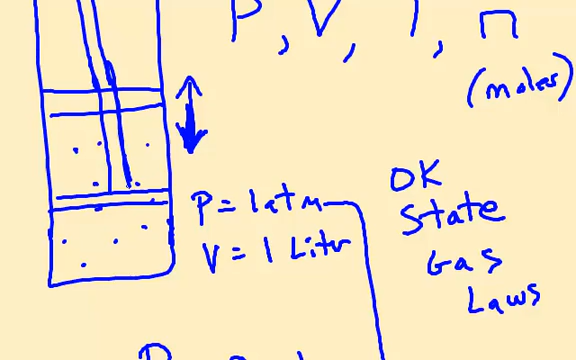 P, V, T, n
(moles)
P = 1 atm
V = 1 Liter
OK
State
Gas
Laws